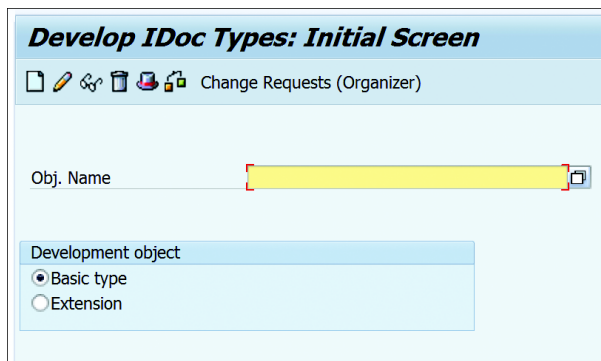 Develop IDoc Types: Initial Screen
Change Requests (Organizer)
Obj. Name
Development object
Basic type
Extension